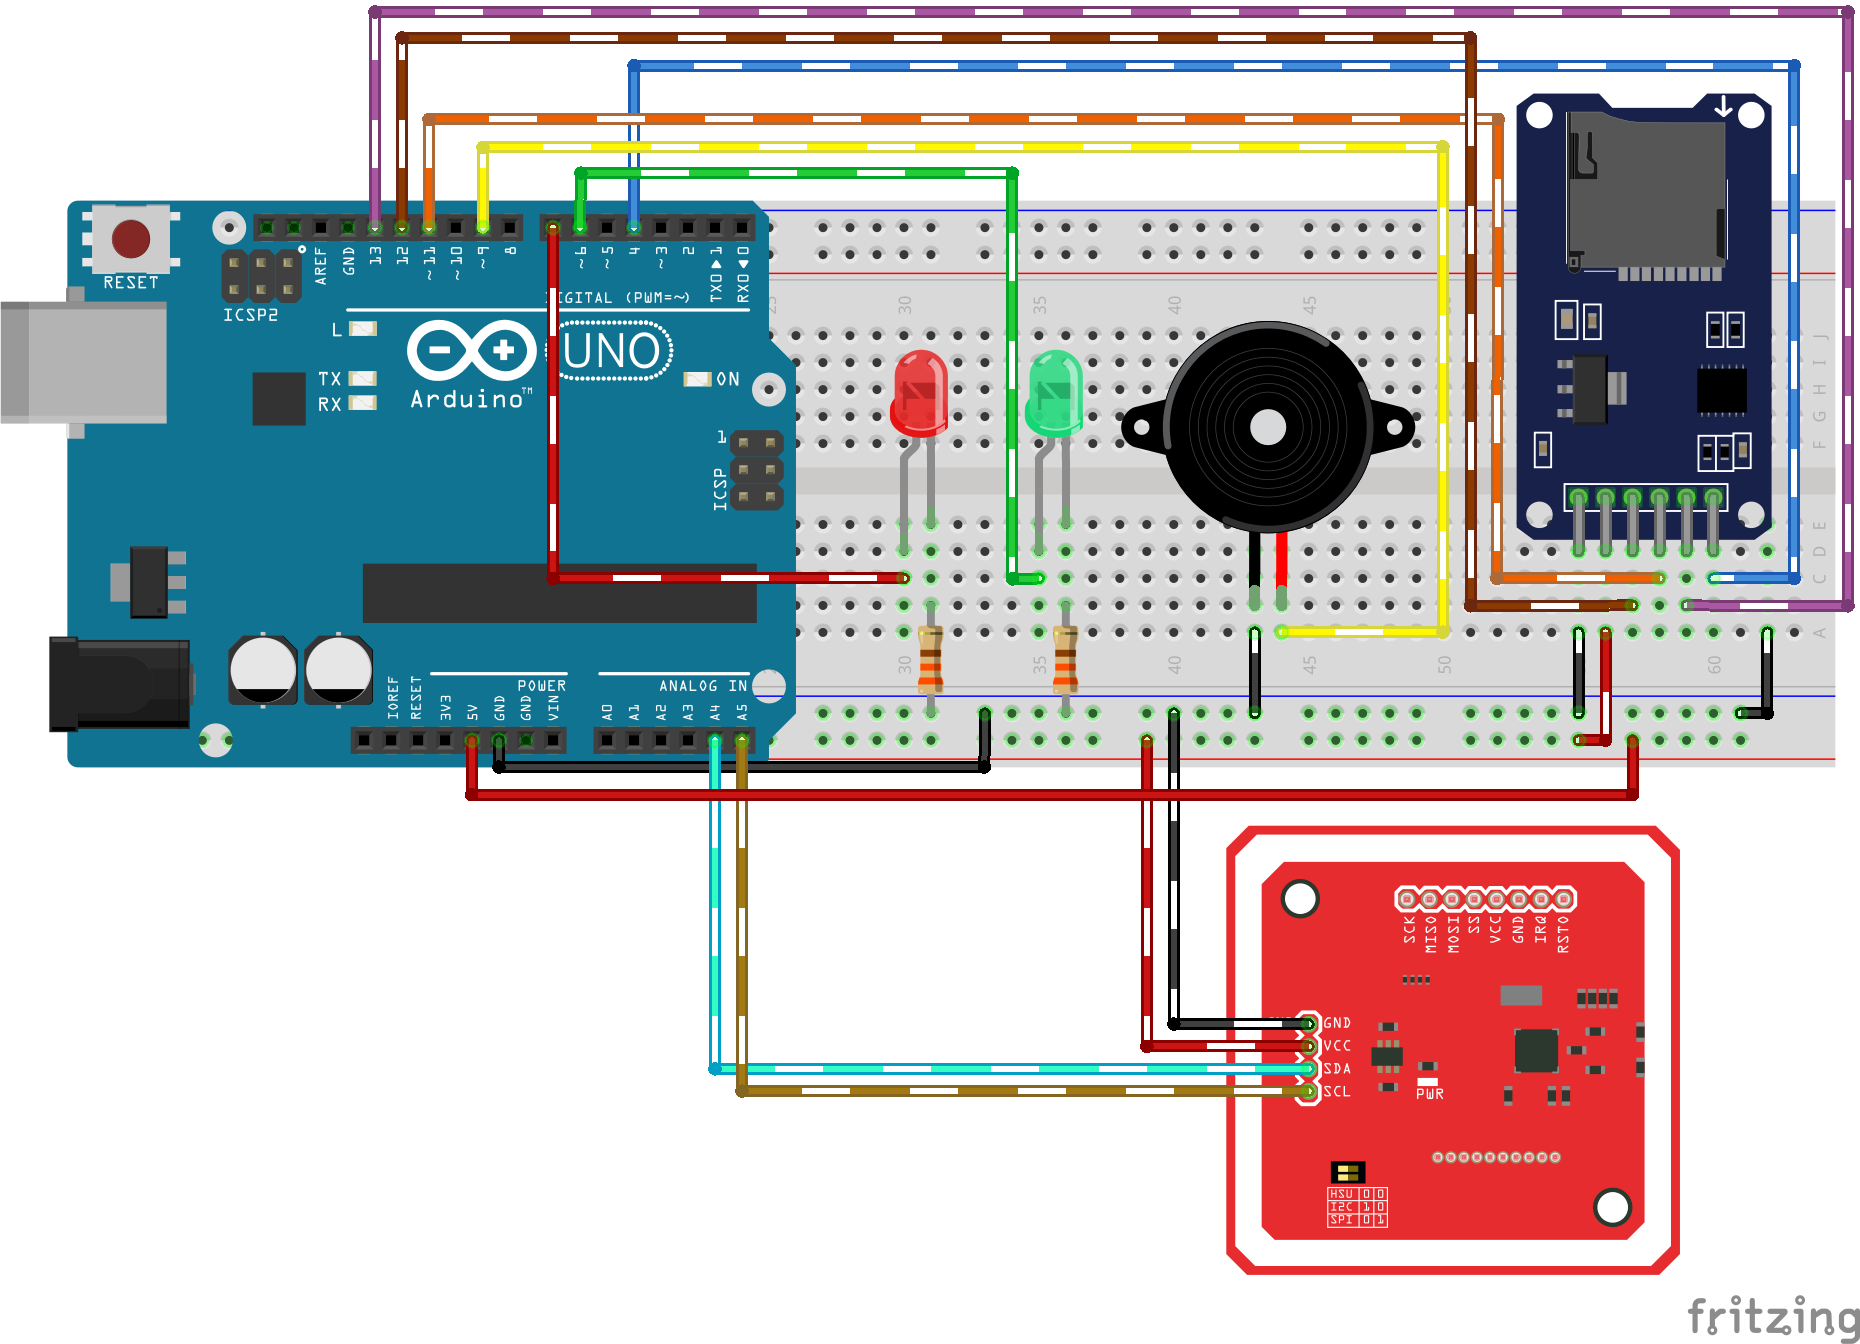 RESET
ICSP2
AREF
GND
13
12
~11
~10
~9
8
~6
~5
4
~3
2
TX0▶1
RX0◀0
IGITAL (PWM=~)
L
TX
RX
UNO
Arduino™
ON
1
ICSP
IOREF
RESET
3V3
5V
GND
GND
VIN
POWER
A0
A1
A2
A3
A4
A5
ANALOG IN
25
30
35
40
45
J
I
H
G
F
E
D
C
A
30
35
40
45
50
60
SCK
MISO
MOSI
SS
VCC
GND
IRQ
RSTO
GND
VCC
SDA
SCL
PWR
HSU 0 0
I2C 1 0
SPI 0 1
fritzing